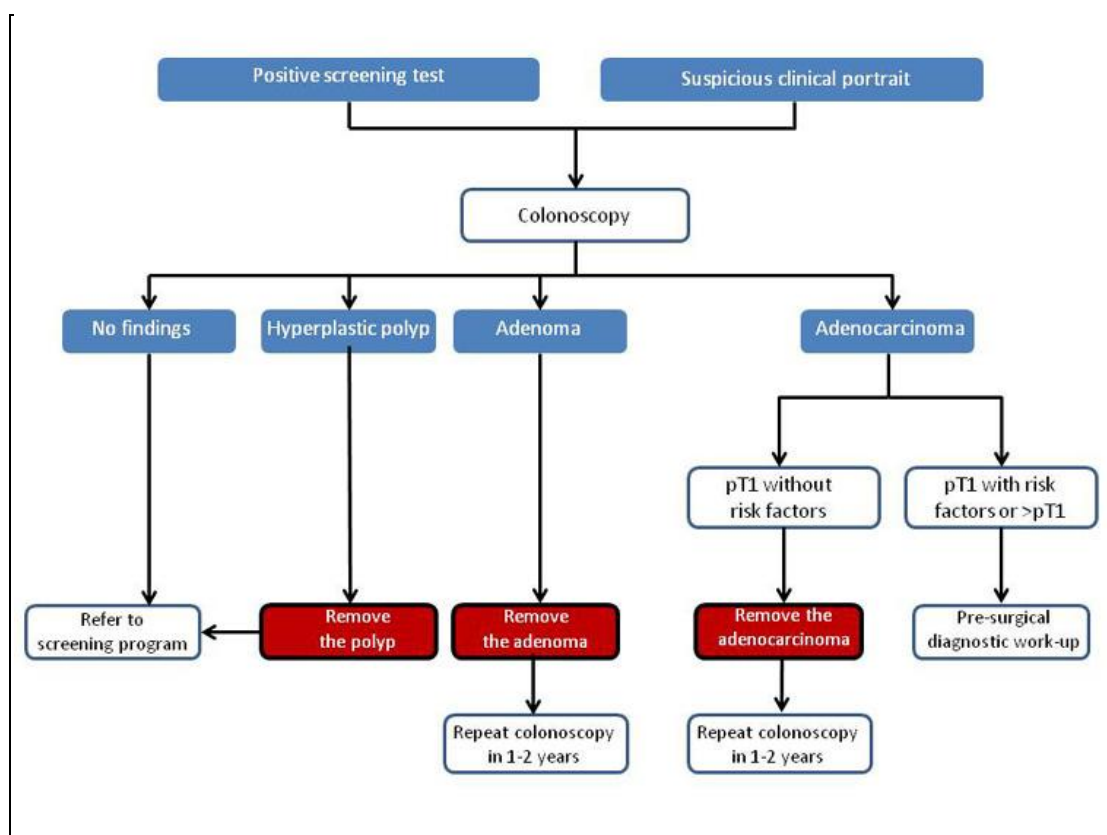 Positive screening test
Suspicious clinical portrait
Colonoscopy
No findings
Hyperplastic polyp
Adenoma
Adenocarcinoma
pT1 without
risk factors
pT1 with risk
factors or >pT1
Refer to
screening program
Remove
the polyp
Remove
the adenoma
Remove the
adenocarcinoma
Pre-surgical
diagnostic work-up
Repeat colonoscopy
in 1-2 years
Repeat colonoscopy
in 1-2 years